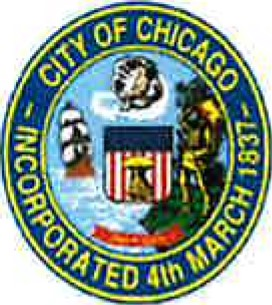 CITY OF CHICAGO
INCORPORATED 4th MARCH 1837